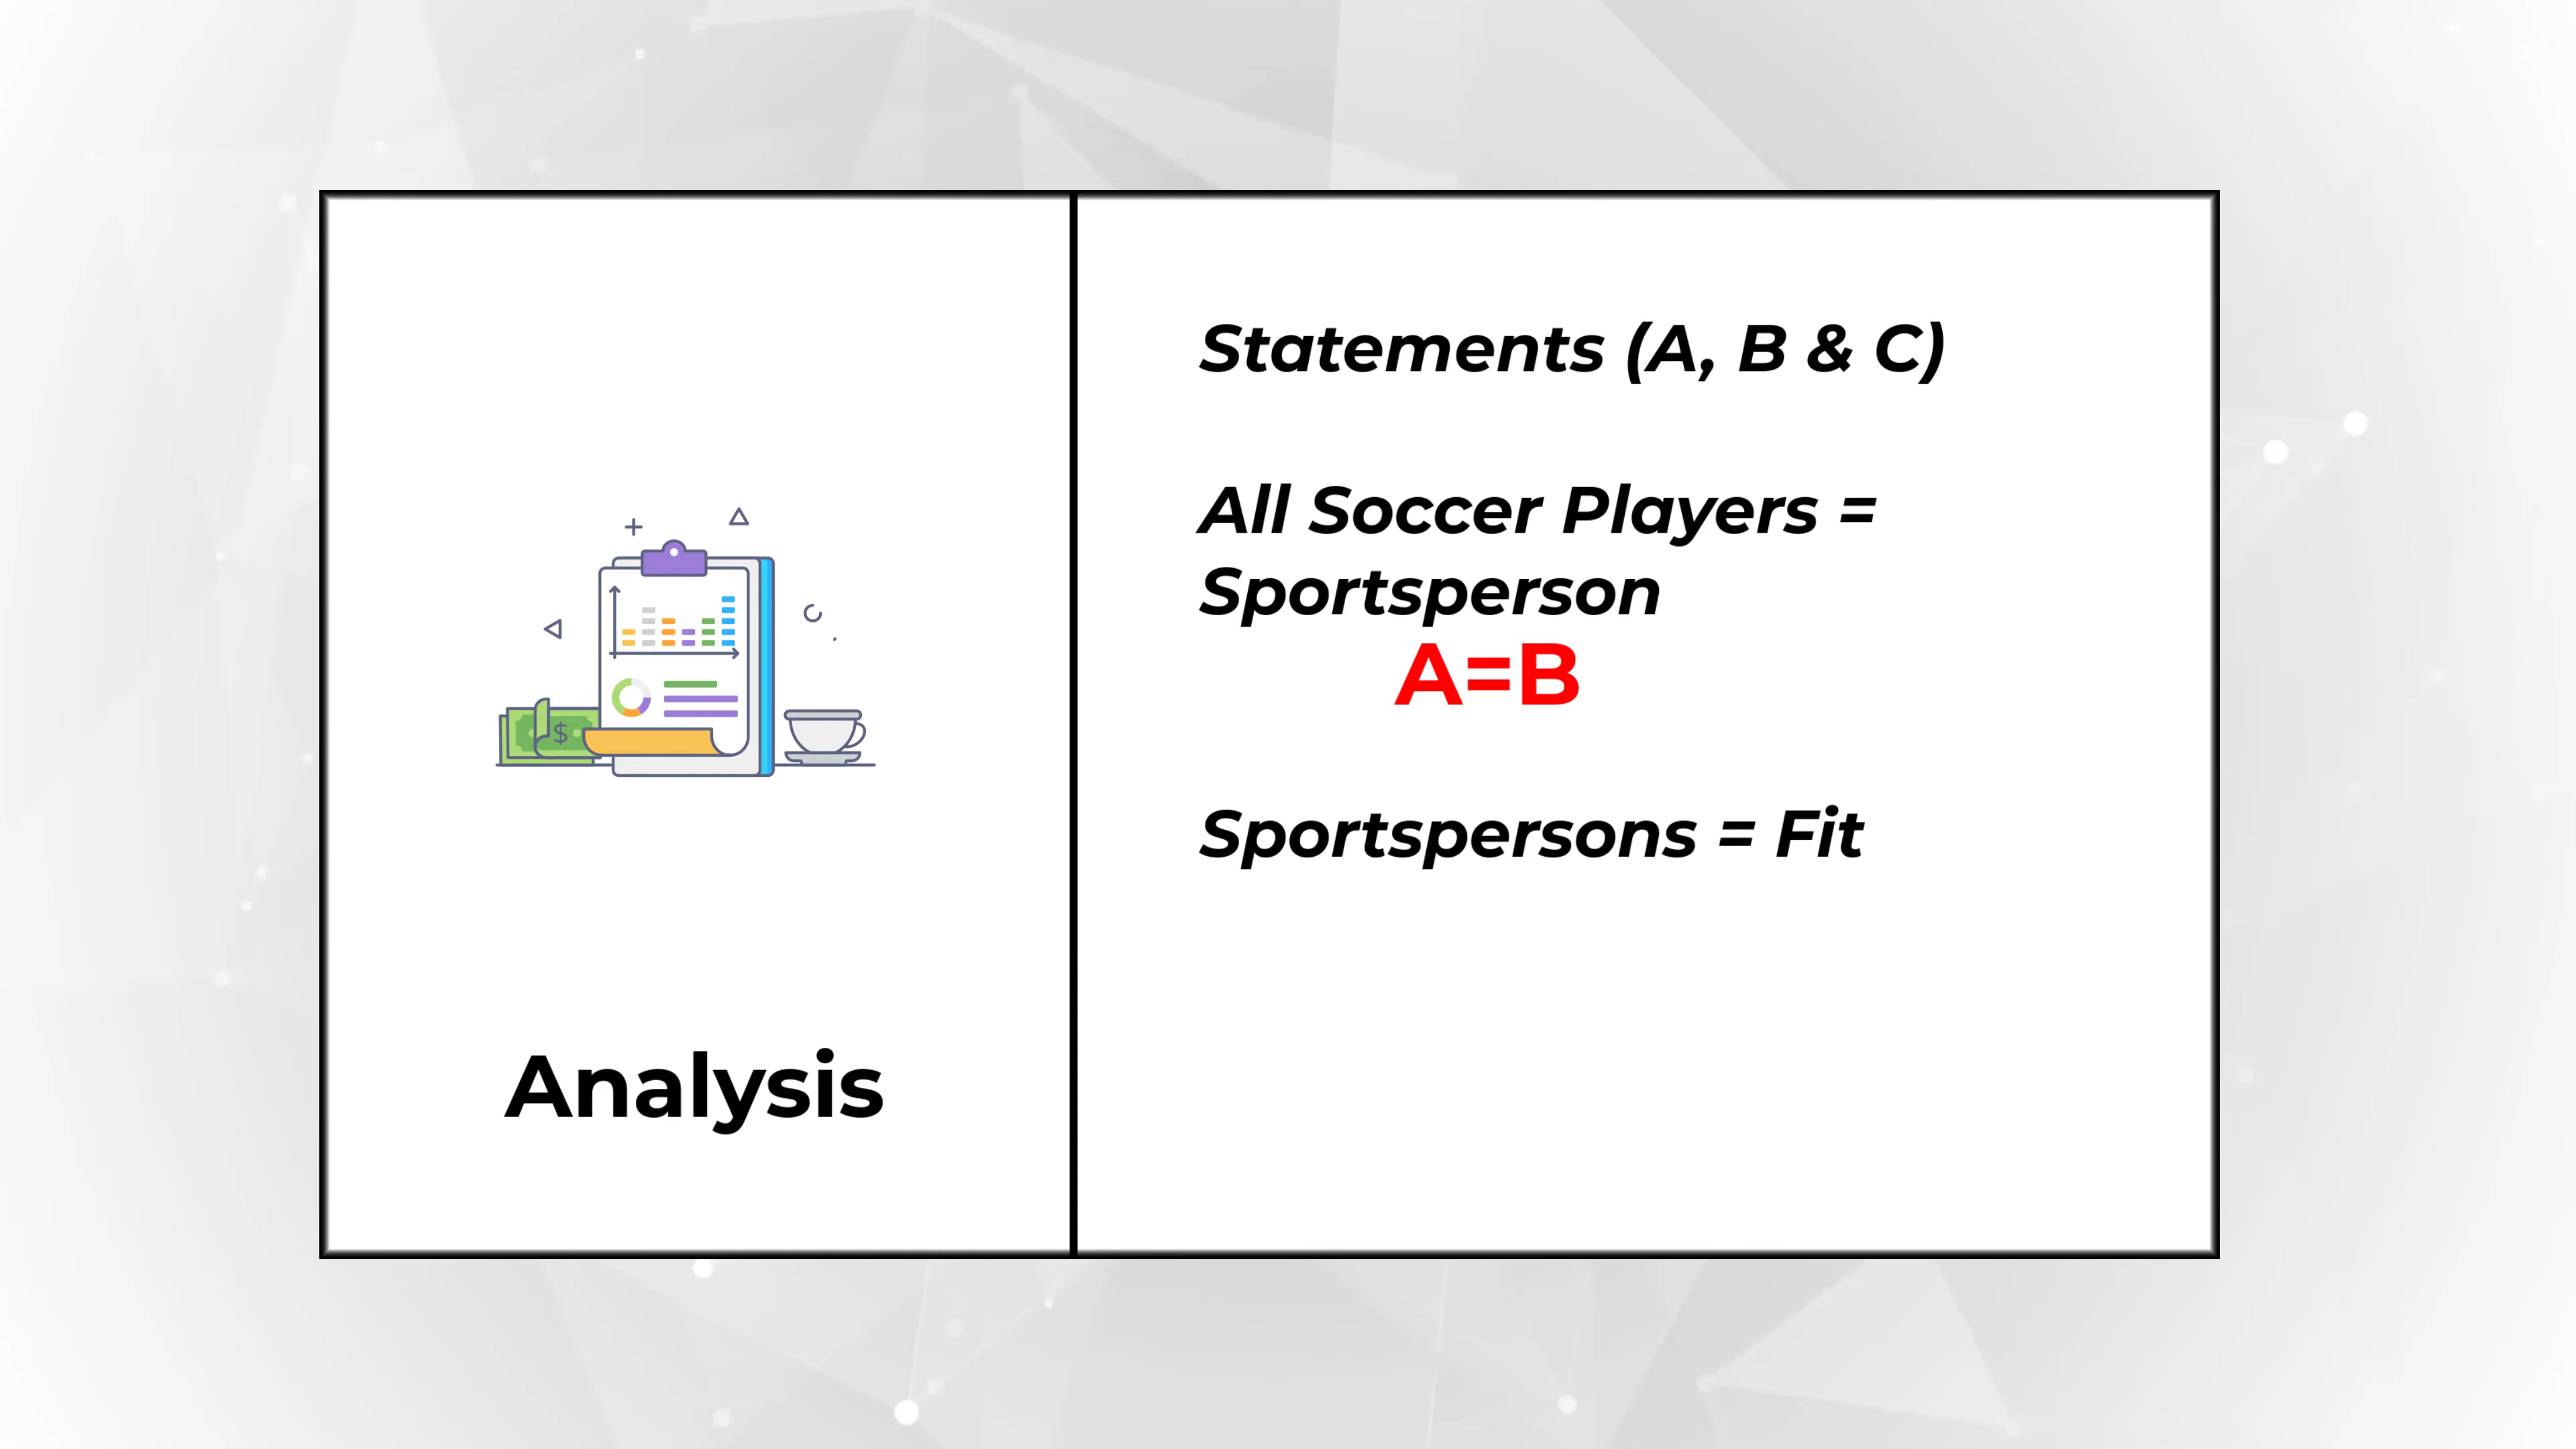 Statements (A, B & C)
All Soccer Players =
Sportsperson
A=B
Sportspersons = Fit
$
Analysis